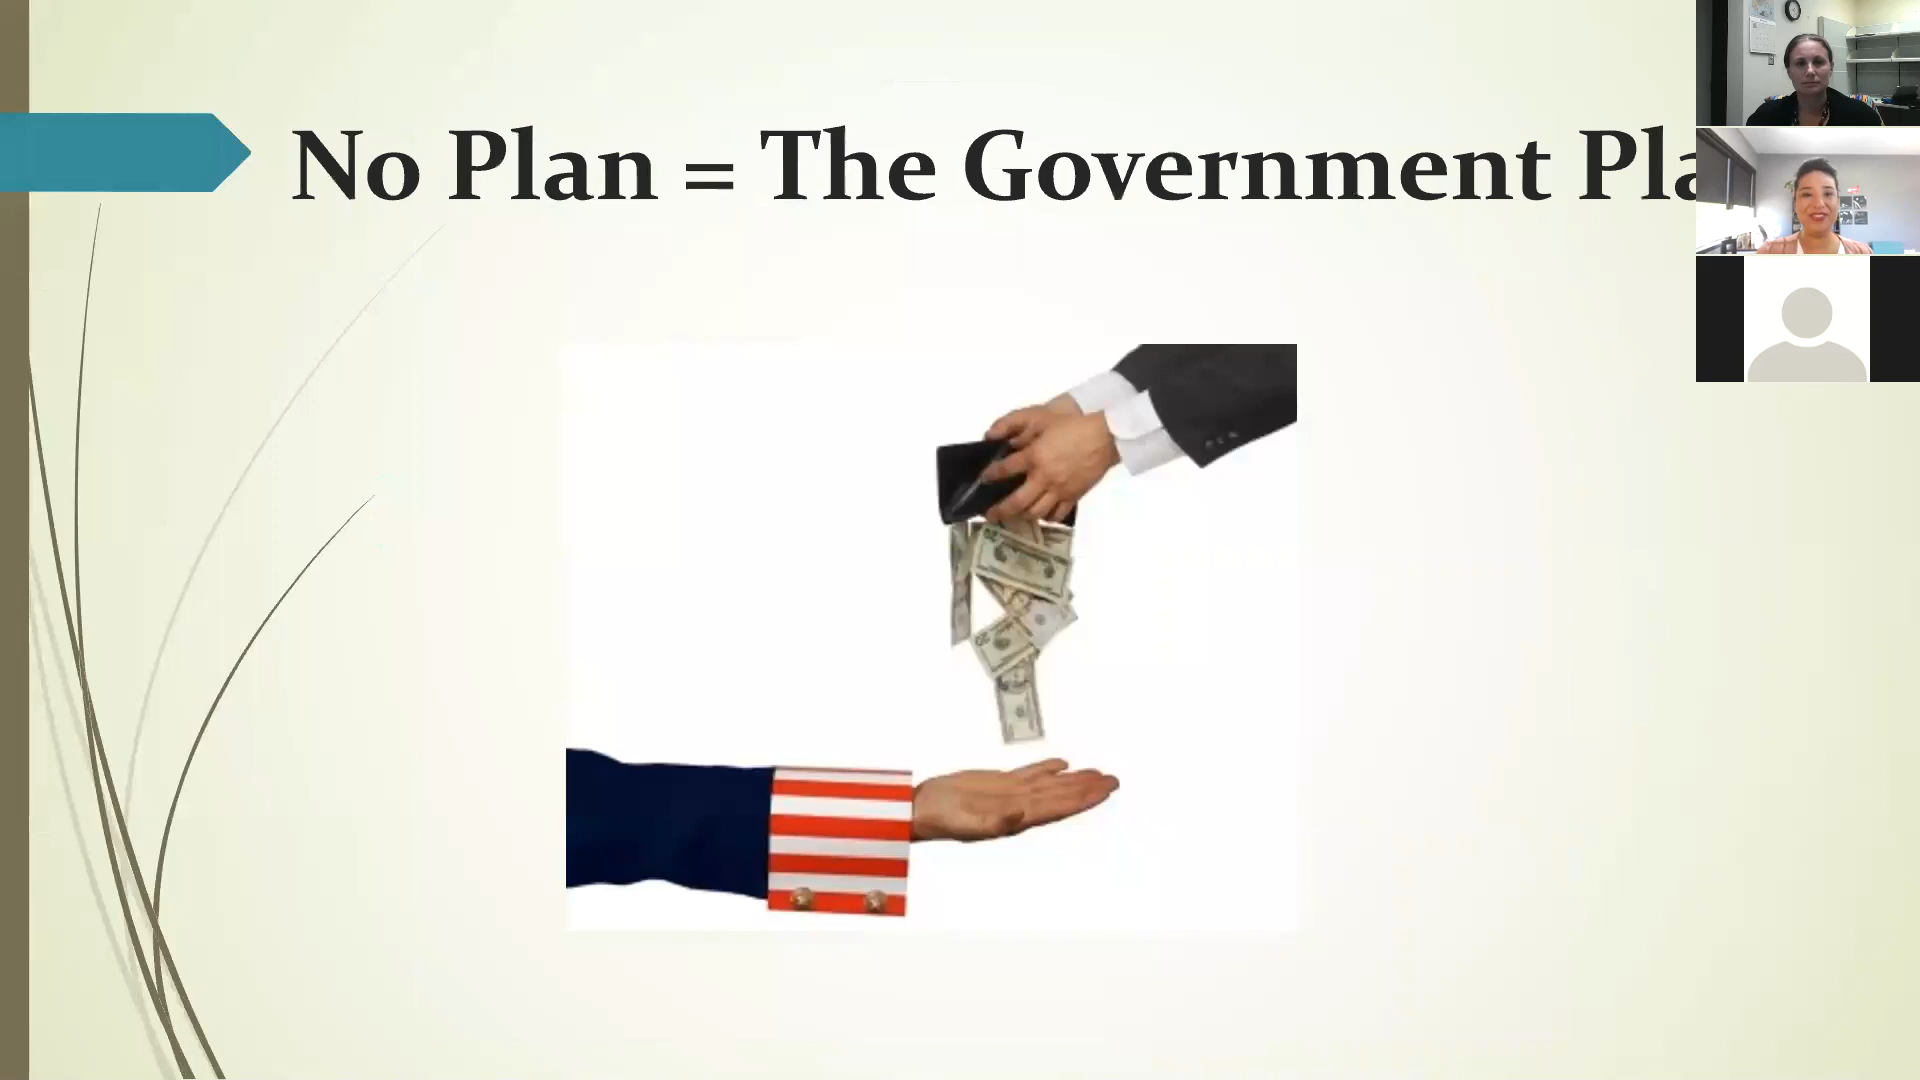 No Plan = The Government Pla